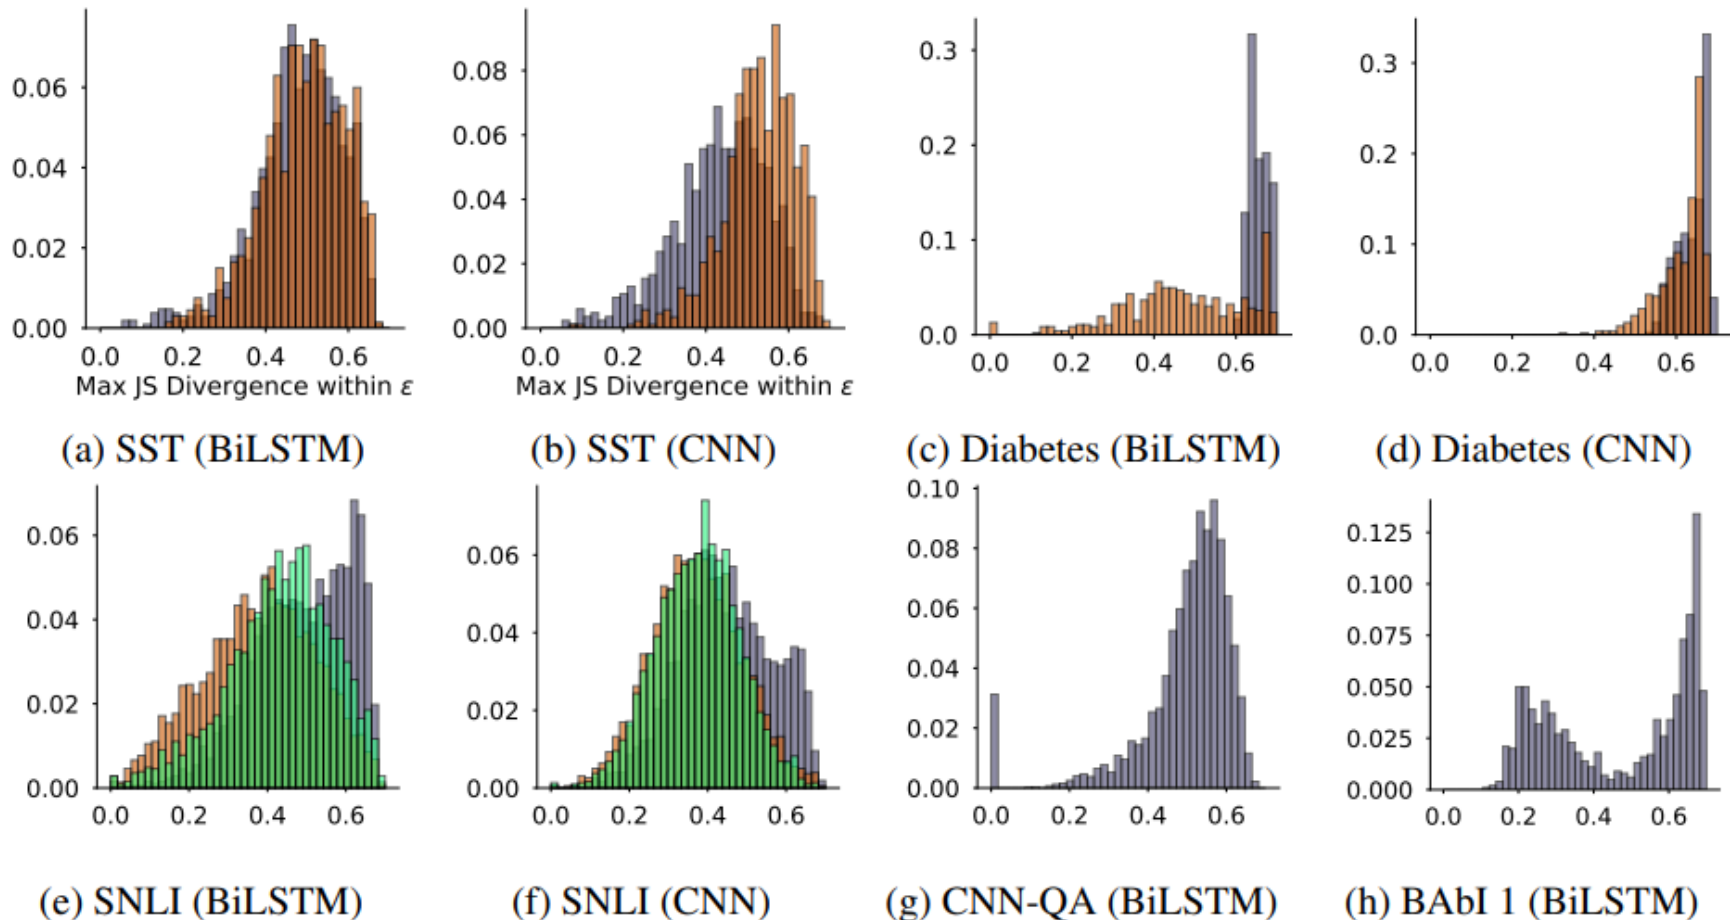 0.06
0.04
0.02
0.00
0.0 0.2 0.4 0.6
Max JS Divergence within ε
(a) SST (BiLSTM)
0.08
0.06
0.04
0.02
0.00
0.0 0.2 0.4 0.6
Max JS Divergence within ε
(b) SST (CNN)
0.3
0.2
0.1
0.0
0.0 0.2 0.4 0.6
(c) Diabetes (BiLSTM)
0.3
0.2
0.1
0.0
0.0 0.2 0.4 0.6
(d) Diabetes (CNN)
0.06
0.04
0.02
0.00
0.0 0.2 0.4 0.6
(e) SNLI (BiLSTM)
0.06
0.04
0.02
0.00
0.0 0.2 0.4 0.6
(f) SNLI (CNN)
0.10
0.08
0.06
0.04
0.02
0.00
0.0 0.2 0.4 0.6
(g) CNN-QA (BiLSTM)
0.125
0.100
0.075
0.050
0.025
0.000
0.0 0.2 0.4 0.6
(h) BAbI 1 (BiLSTM)